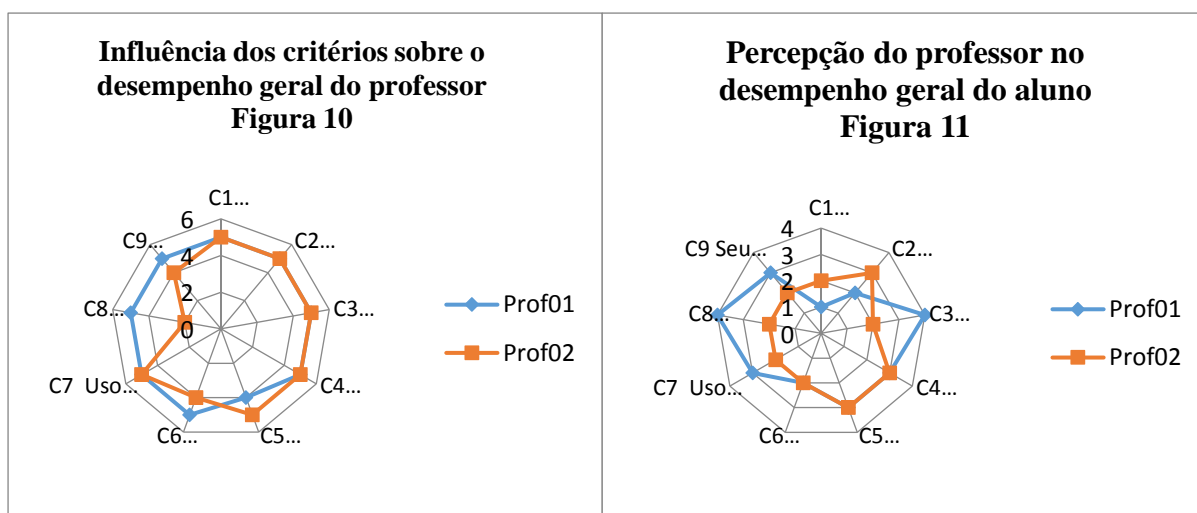 Influência dos critérios sobre o
desempenho geral do professor
Figura 10
0
2
4
6
C1...
C2...
C3...
C4...
C5...
C6...
C7 Uso...
C8...
C9...
Prof01
Prof02
Percepção do professor no
desempenho geral do aluno
Figura 11
0
1
2
3
4
C1...
C2...
C3...
C4...
C5...
C6...
C7 Uso...
C8...
C9 Seu...
Prof01
Prof02